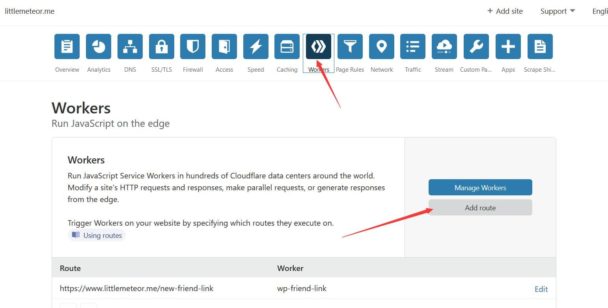 littlemeteor.me
+ Add site
Support
Engli
Overview
Analytics
DNS
SSL/TLS
Firewall
Access
Speed
Caching
Workers
Page Rules
Network
Traffic
Stream
Custom Pa...
Apps
Scrape Shi...
Workers
Run JavaScript on the edge
Workers
Run JavaScript Service Workers in hundreds of Cloudflare data centers around the world.
Modify a site's HTTP requests and responses, make parallel requests, or generate responses
from the edge.
Trigger Workers on your website by specifying which routes they execute on.
Using routes
Manage Workers
Add route
Route
Worker
https://www.littlemeteor.me/new-friend-link
wp-friend-link
Edit